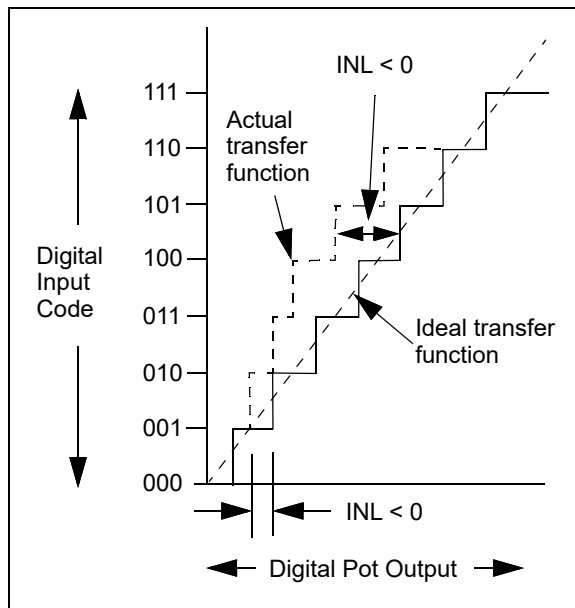 INL < 0
111
Actual
transfer
function
110
101
Digital
Input
Code
100
011
Ideal transfer
function
010
001
000
INL < 0
Digital Pot Output